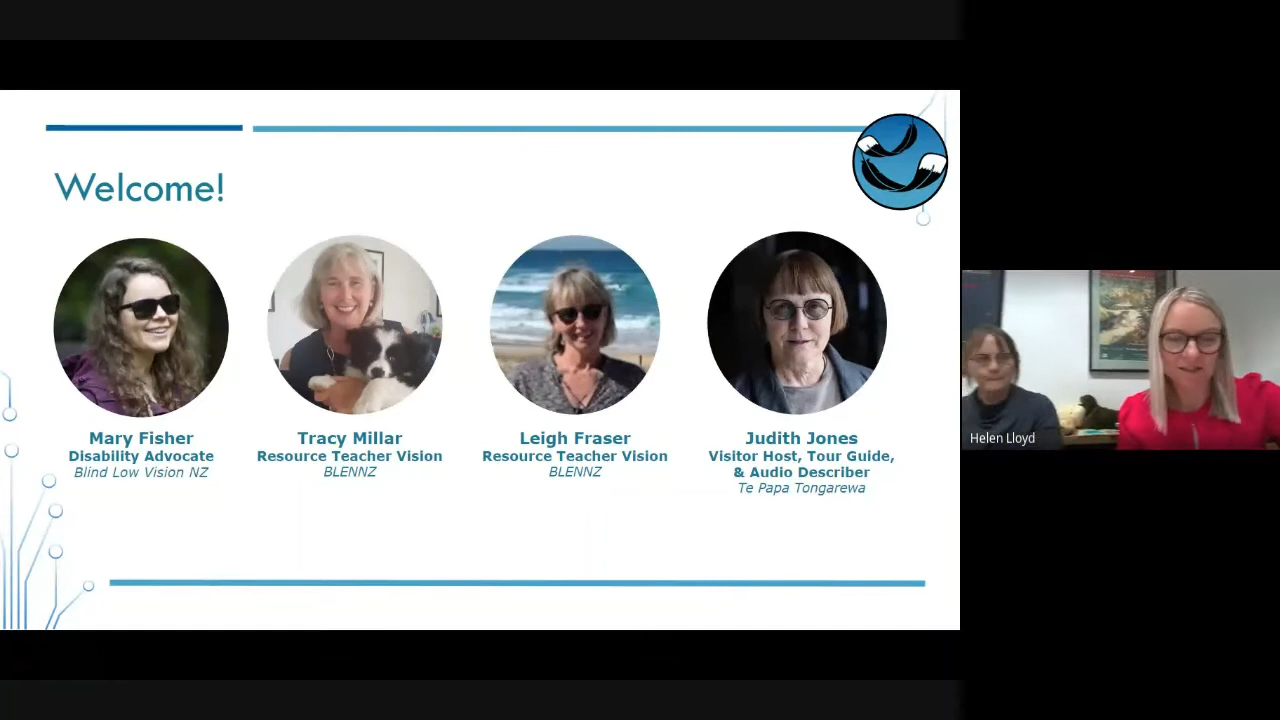 Welcome!
Mary Fisher
Disability Advocate
Blind Low Vision NZ
Tracy Millar
Resource Teacher Vision
BLENNZ
Leigh Fraser
Resource Teacher Vision
BLENNZ
Judith Jones
Visitor Host, Tour Guide,
& Audio Describer
Te Papa Tongarewa
Helen Lloyd